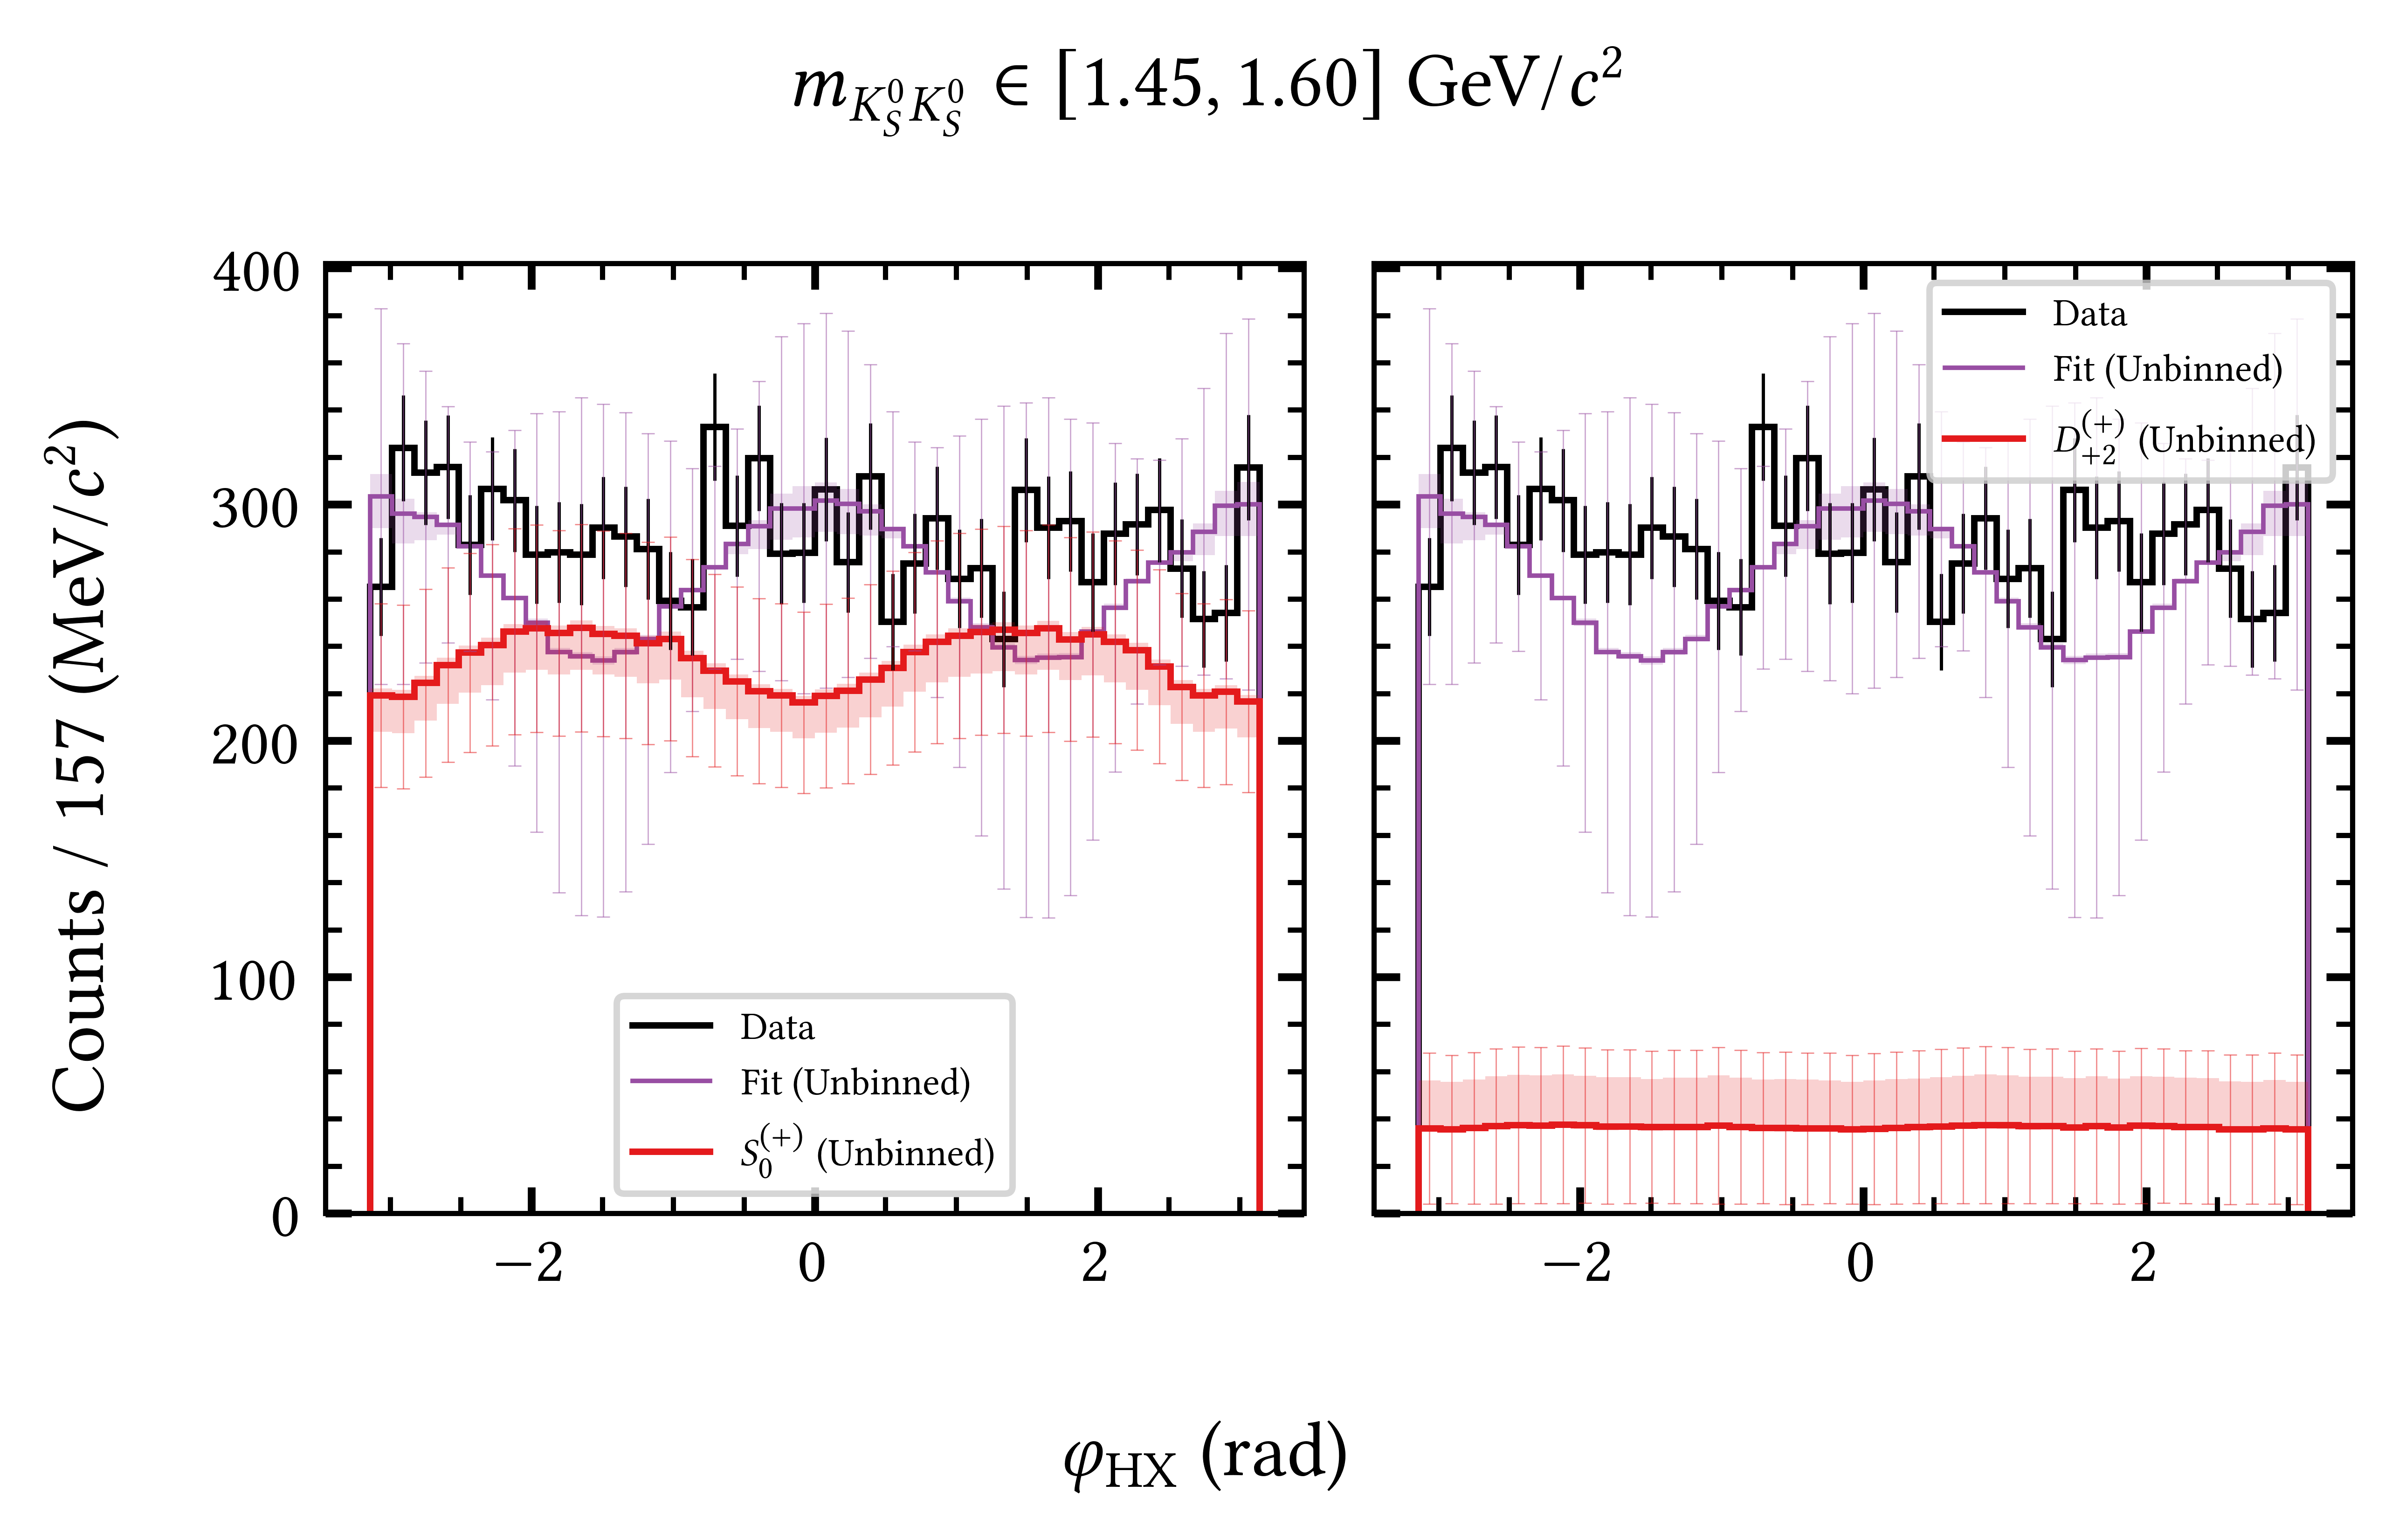 m_{K_S^0 K_S^0} ∈ [1.45, 1.60] GeV/c²
Counts / 157 (MeV/c²)
400
300
200
100
0
−2
0
2
Data
Fit (Unbinned)
S_0^{(+)} (Unbinned)
−2
0
2
Data
Fit (Unbinned)
D_{+2}^{(+)} (Unbinned)
φ_{HX} (rad)